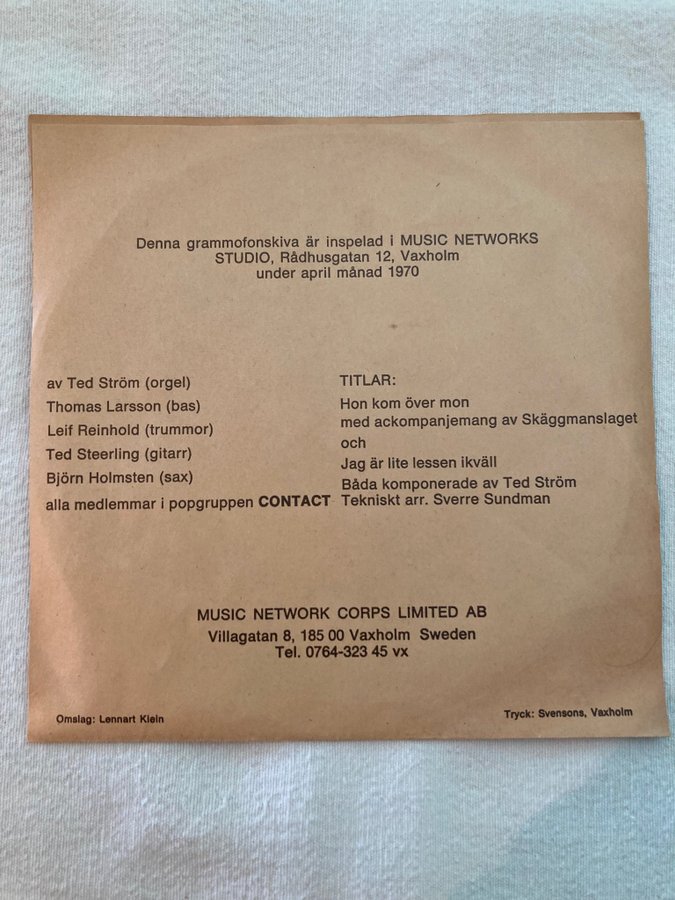 Denna grammofonskiva är inspelad i MUSIC NETWORKS
STUDIO, Rådhusgatan 12, Vaxholm
under april månad 1970
av Ted Ström (orgel)
Thomas Larsson (bas)
Leif Reinhold (trummor)
Ted Steerling (gitarr)
Björn Holmsten (sax)
alla medlemmar i popgruppen CONTACT
TITLAR:
Hon kom över mon
med ackompanjemang av Skäggmanslaget
och
Jag är lite lessen ikväll
Båda komponerade av Ted Ström
Tekniskt arr. Sverre Sundman
MUSIC NETWORK CORPS LIMITED AB
Villagatan 8, 185 00 Vaxholm Sweden
Tel. 0764-323 45 vx
Omslag: Lennart Klein
Tryck: Svensons, Vaxholm